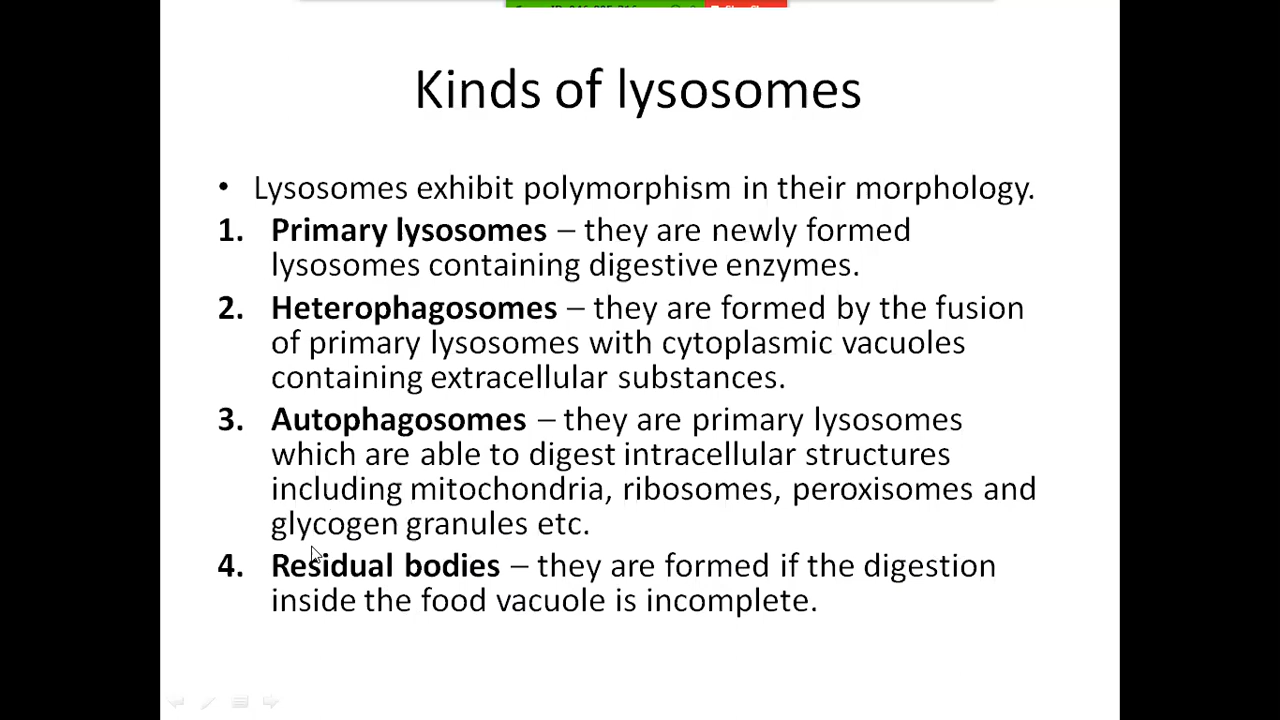 Kinds of lysosomes
• Lysosomes exhibit polymorphism in their morphology.
1. Primary lysosomes – they are newly formed
lysosomes containing digestive enzymes.
2. Heterophagosomes – they are formed by the fusion
of primary lysosomes with cytoplasmic vacuoles
containing extracellular substances.
3. Autophagosomes – they are primary lysosomes
which are able to digest intracellular structures
including mitochondria, ribosomes, peroxisomes and
glycogen granules etc.
4. Residual bodies – they are formed if the digestion
inside the food vacuole is incomplete.